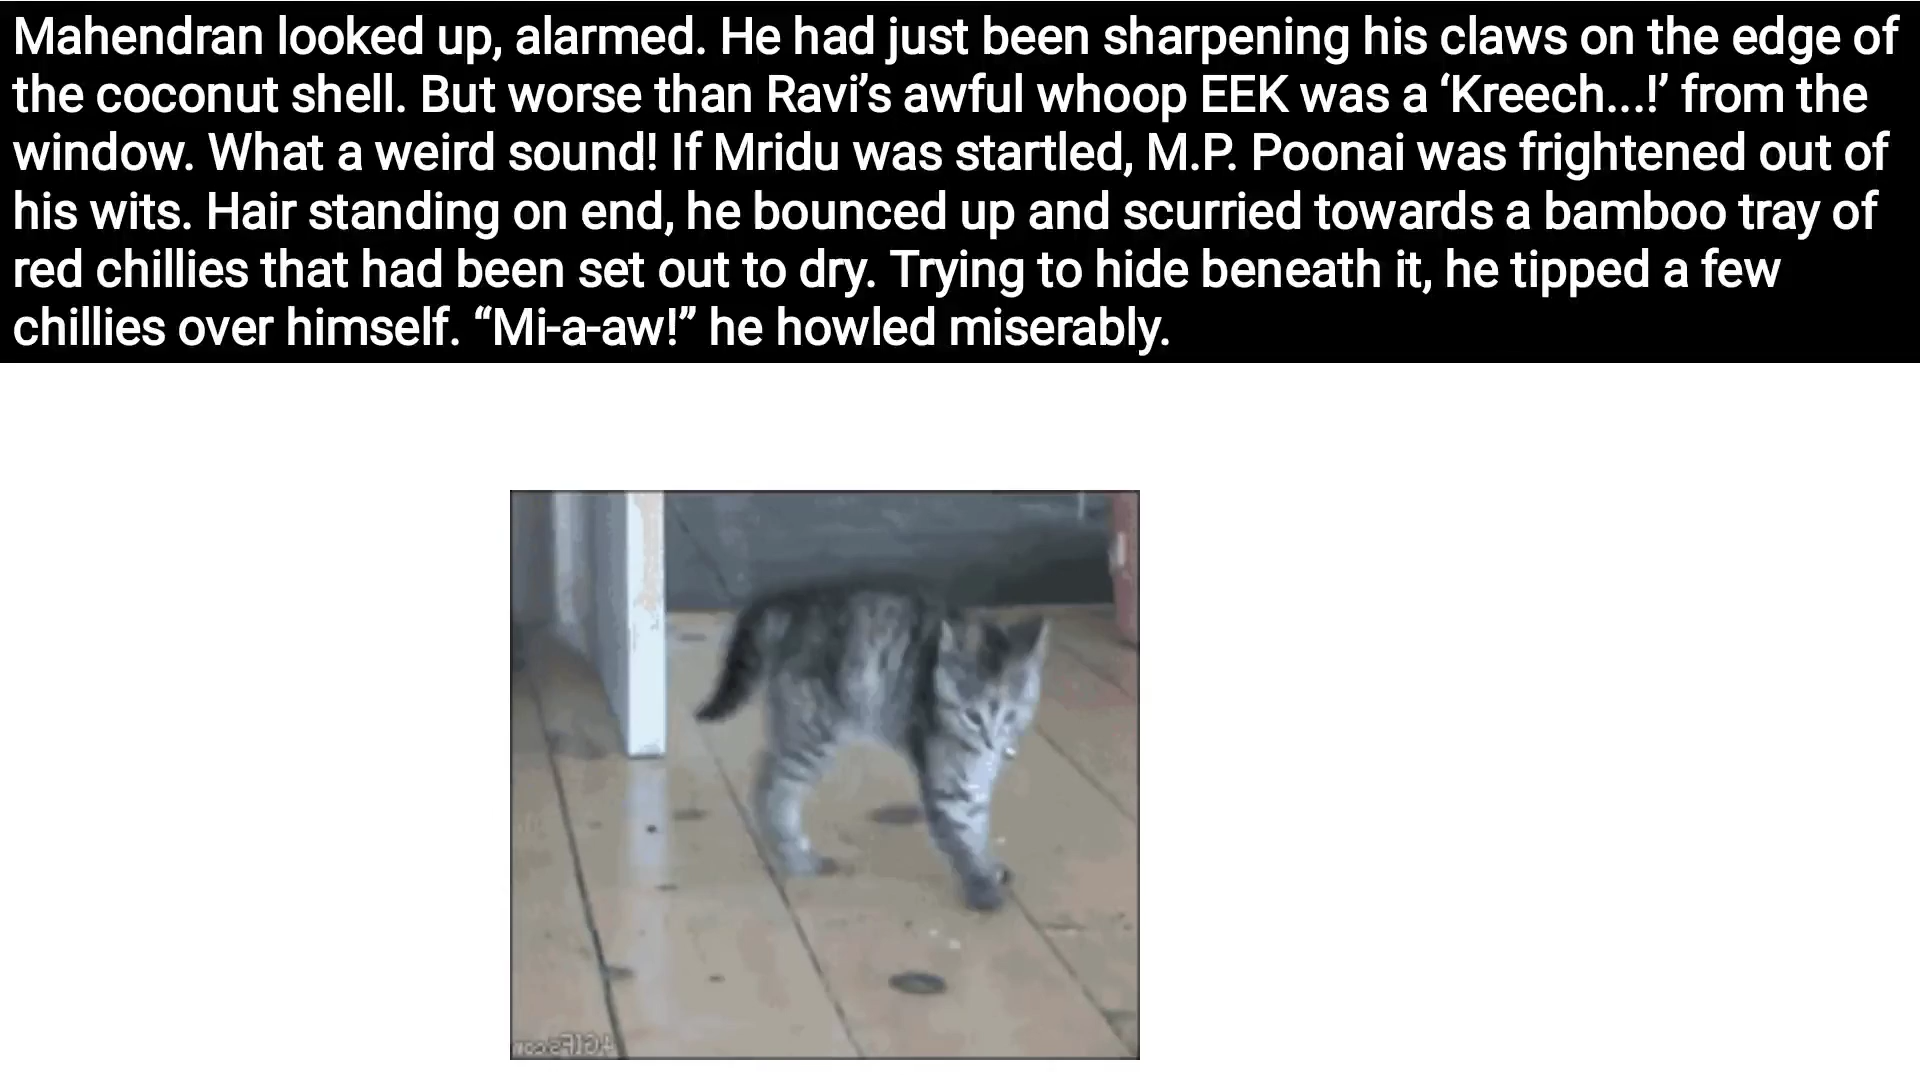 Mahendran looked up, alarmed. He had just been sharpening his claws on the edge of
the coconut shell. But worse than Ravi’s awful whoop EEK was a ‘Kreech...!’ from the
window. What a weird sound! If Mridu was startled, M.P. Poonai was frightened out of
his wits. Hair standing on end, he bounced up and scurried towards a bamboo tray of
red chillies that had been set out to dry. Trying to hide beneath it, he tipped a few
chillies over himself. “Mi-a-aw!” he howled miserably.
4GIFs.com